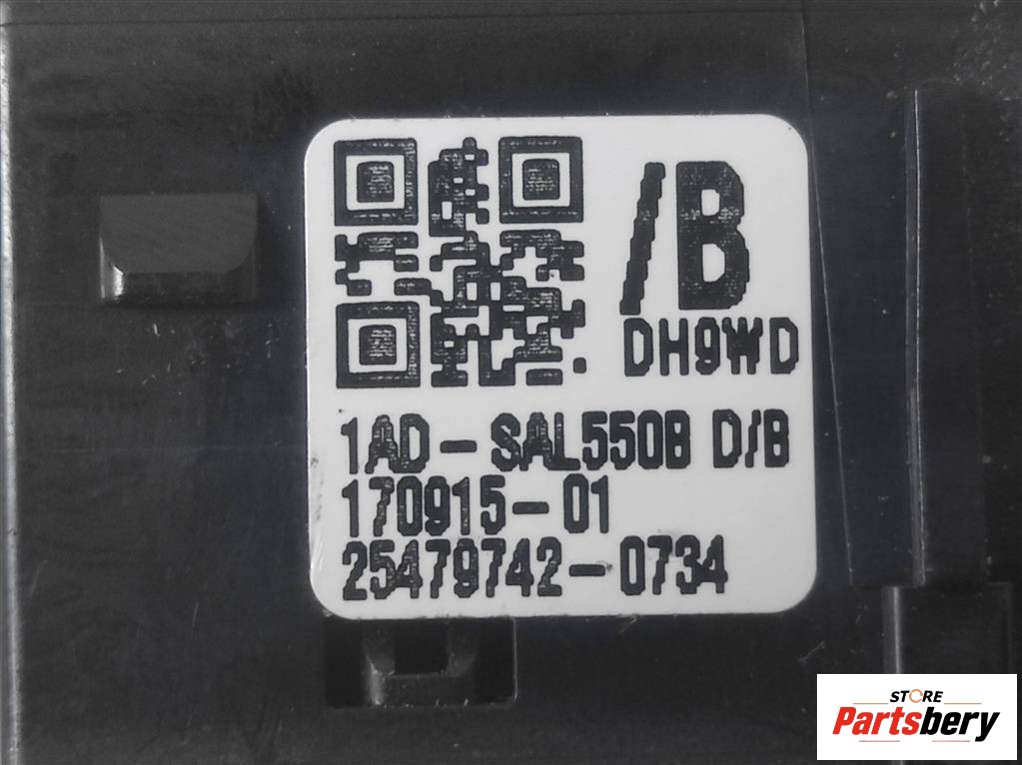 /B
DH9WD
1AD-SAL550B D/B
170915-01
25479742-0734
STORE
Partsbery